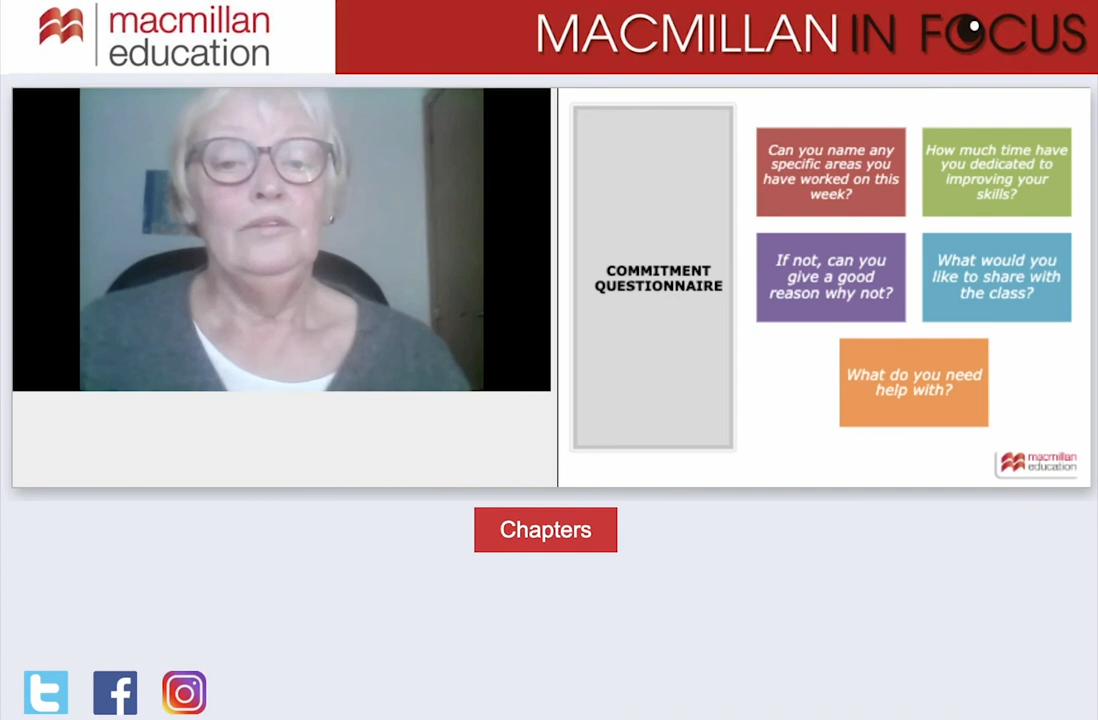 macmillan
education
MACMILLAN IN FOCUS
COMMITMENT
QUESTIONNAIRE
Can you name any
specific areas you
have worked on this
week?
How much time have
you dedicated to
improving your
skills?
If not, can you
give a good
reason why not?
What would you
like to share with
the class?
What do you need
help with?
macmillan
education
Chapters